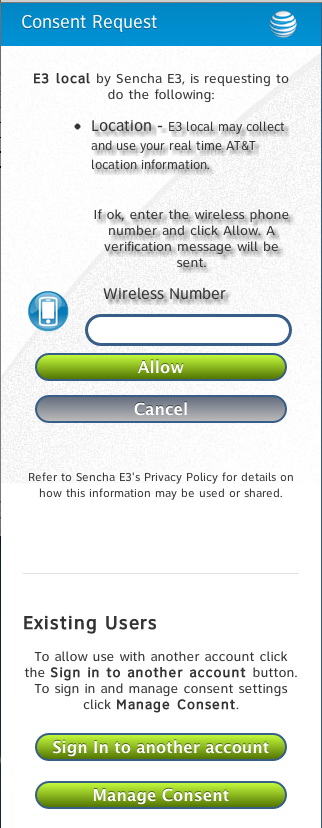 Consent Request
E3 local by Sencha E3, is requesting to
do the following:
• Location - E3 local may collect
and use your real time AT&T
location information.
If ok, enter the wireless phone
number and click Allow. A
verification message will be
sent.
Wireless Number
Allow
Cancel
Refer to Sencha E3's Privacy Policy for details on
how this information may be used or shared.
Existing Users
To allow use with another account click
the Sign in to another account button.
To sign in and manage consent settings
click Manage Consent.
Sign In to another account
Manage Consent